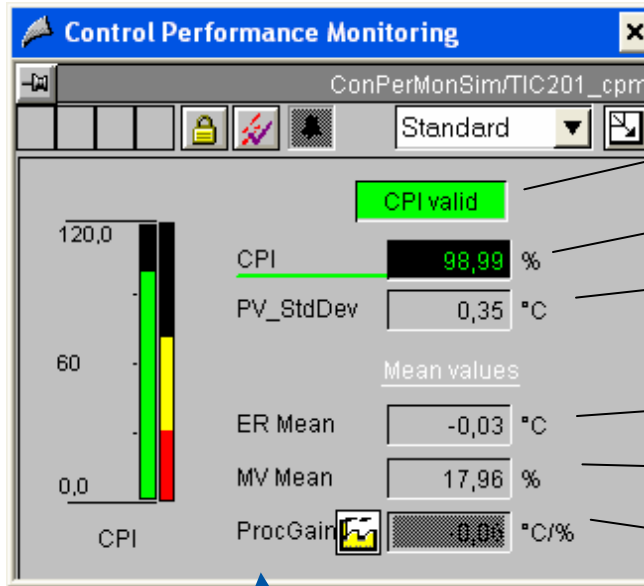 Control Performance Monitoring
ConPerMonSim/TIC201_cpm
Standard
CPI valid
120,0
CPI 98,99 %
PV_StdDev 0,35 °C
60
Mean values
ER Mean -0,03 °C
0,0
MV Mean 17,96 %
CPI
ProcGain -0,06 °C/%